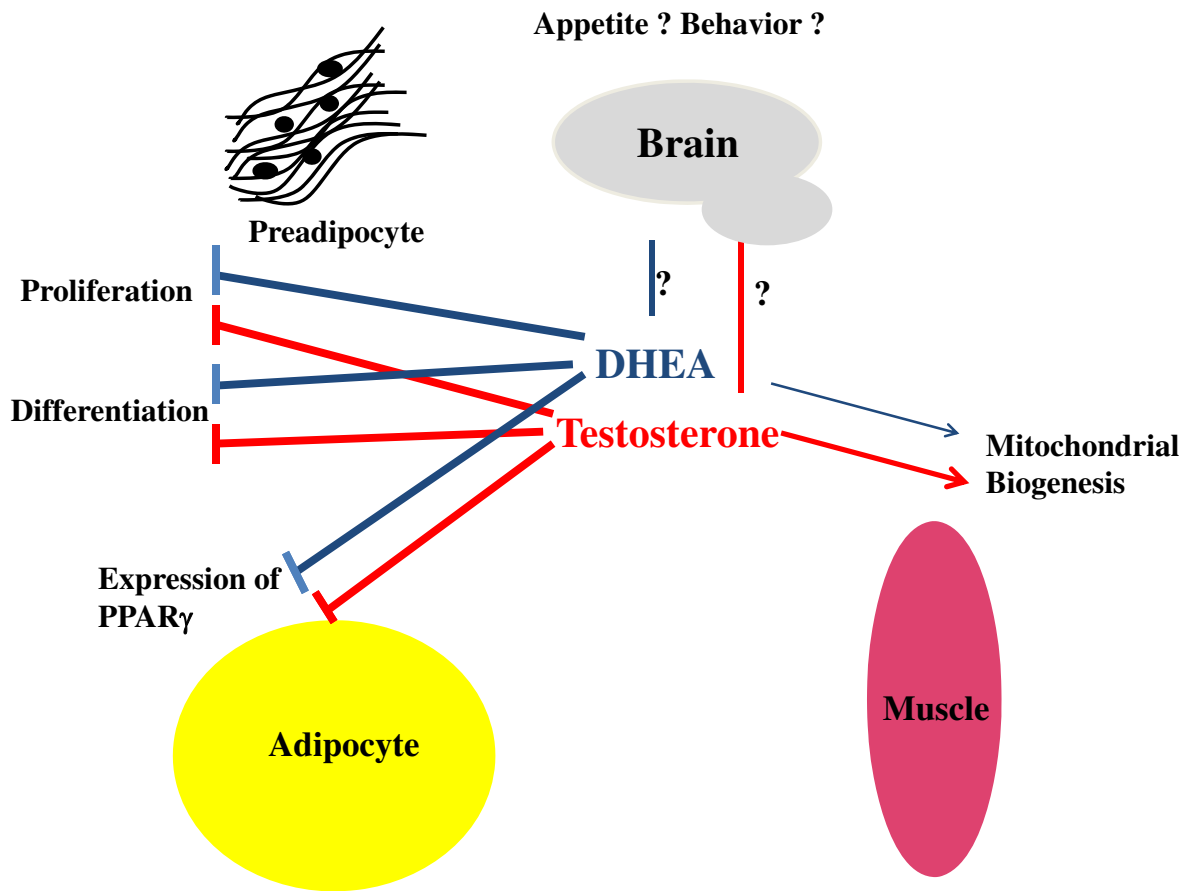 Appetite ? Behavior ?
Brain
Preadipocyte
Proliferation
?
?
DHEA
Differentiation
Testosterone
Mitochondrial
Biogenesis
Expression of
PPARγ
Muscle
Adipocyte